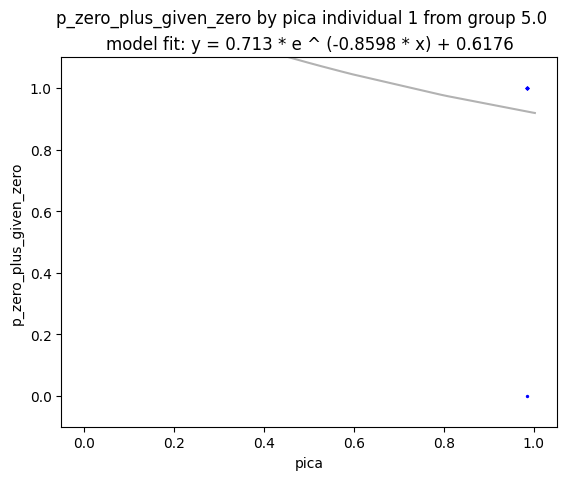 p_zero_plus_given_zero by pica individual 1 from group 5.0
model fit: y = 0.713 * e ^ (-0.8598 * x) + 0.6176
1.0
0.8
0.6
0.4
0.2
0.0
p_zero_plus_given_zero
0.0 0.2 0.4 0.6 0.8 1.0
pica